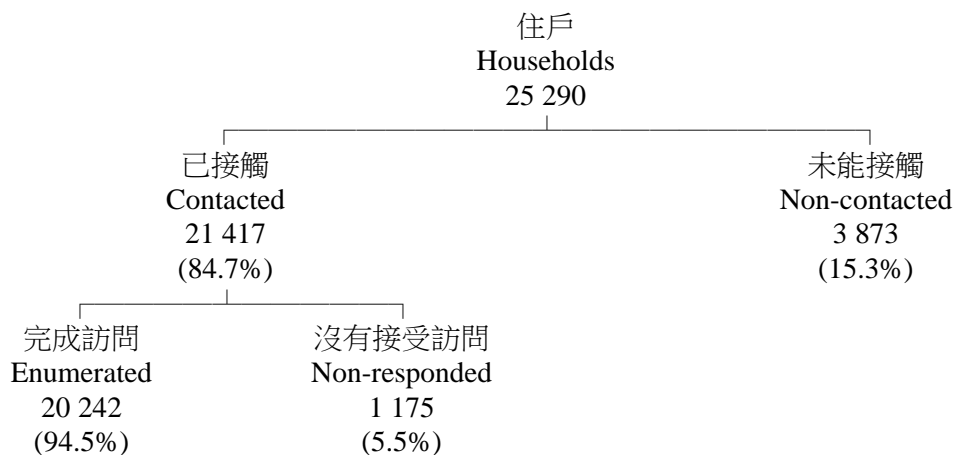 住戶
Households
25 290
已接觸
Contacted
21 417
(84.7%)
未能接觸
Non-contacted
3 873
(15.3%)
完成訪問
Enumerated
20 242
(94.5%)
沒有接受訪問
Non-responded
1 175
(5.5%)